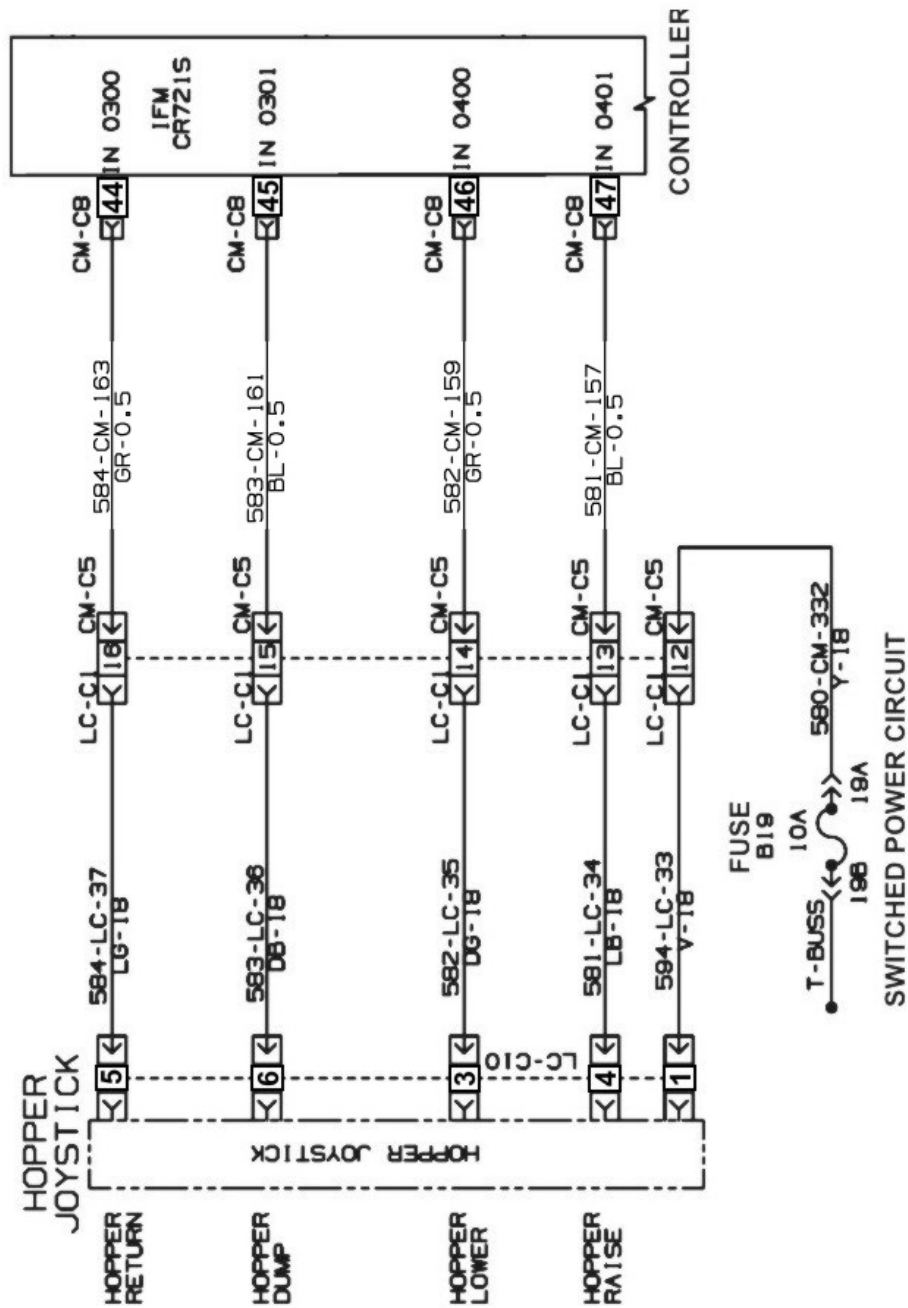 HOPPER
JOYSTICK
HOPPER
RETURN
5
584-LC-37
LG-18
LC-C1
16
CM-C5
584-CM-163
GR-0.5
CM-C8
44
IN 0300
IFM
CR721S
HOPPER
DUMP
6
583-LC-36
DB-18
LC-C1
15
CM-C5
583-CM-161
BL-0.5
CM-C8
45
IN 0301
HOPPER JOYSTICK
HOPPER
LOWER
3
582-LC-35
DG-18
LC-C1
14
CM-C5
582-CM-159
GR-0.5
CM-C8
46
IN 0400
LC-C10
HOPPER
RAISE
4
581-LC-34
LB-18
LC-C1
13
CM-C5
581-CM-157
BL-0.5
CM-C8
47
IN 0401
CONTROLLER
1
594-LC-33
V-18
LC-C1
12
CM-C5
FUSE
B19
10A
T-BUSS
19B
19A
580-CM-332
Y-18
SWITCHED POWER CIRCUIT